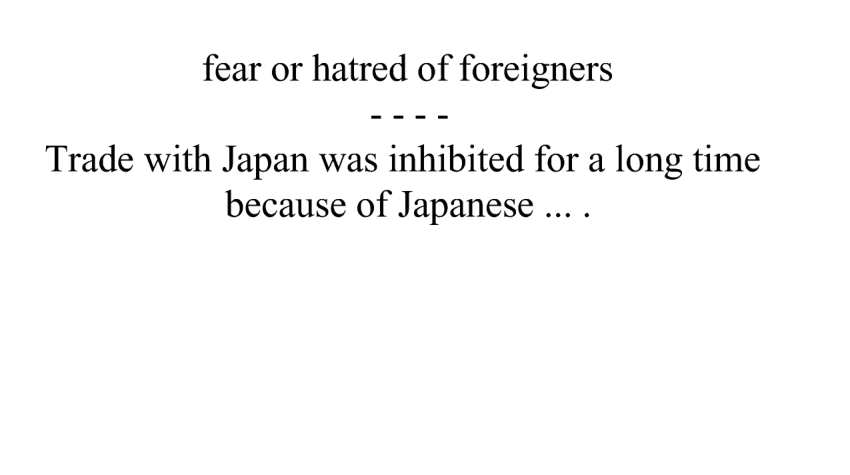 fear or hatred of foreigners
- - - -
Trade with Japan was inhibited for a long time
because of Japanese ... .